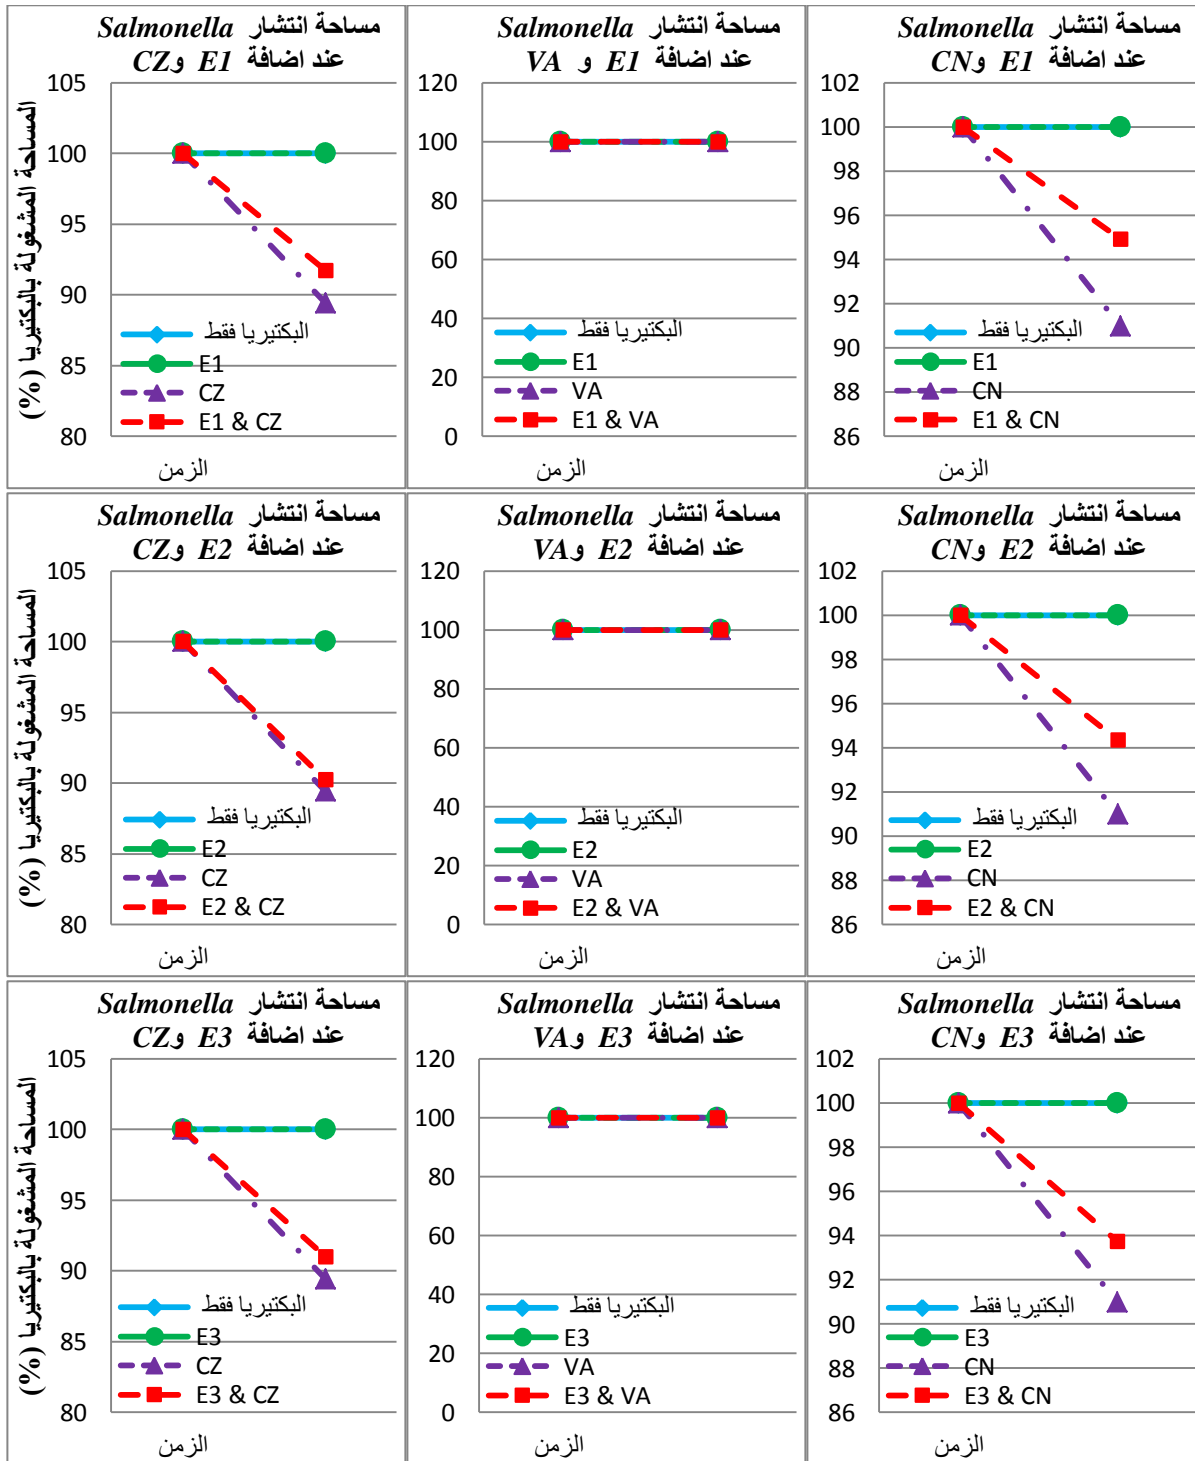 مساحة انتشار Salmonella
عند اضافة E1 وCZ
المساحة المشغولة بالبكتيريا (%)
105
100
95
90
85
80
البكتيريا فقط
E1
CZ
E1 & CZ
الزمن
مساحة انتشار Salmonella
عند اضافة E1 و VA
120
100
80
60
40
20
0
البكتيريا فقط
E1
VA
E1 & VA
الزمن
مساحة انتشار Salmonella
عند اضافة E1 وCN
102
100
98
96
94
92
90
88
86
البكتيريا فقط
E1
CN
E1 & CN
الزمن
مساحة انتشار Salmonella
عند اضافة E2 وCZ
المساحة المشغولة بالبكتيريا (%)
105
100
95
90
85
80
البكتيريا فقط
E2
CZ
E2 & CZ
الزمن
مساحة انتشار Salmonella
عند اضافة E2 وVA
120
100
80
60
40
20
0
البكتيريا فقط
E2
VA
E2 & VA
الزمن
مساحة انتشار Salmonella
عند اضافة E2 وCN
102
100
98
96
94
92
90
88
86
البكتيريا فقط
E2
CN
E2 & CN
الزمن
مساحة انتشار Salmonella
عند اضافة E3 وCZ
المساحة المشغولة بالبكتيريا (%)
105
100
95
90
85
80
البكتيريا فقط
E3
CZ
E3 & CZ
الزمن
مساحة انتشار Salmonella
عند اضافة E3 وVA
120
100
80
60
40
20
0
البكتيريا فقط
E3
VA
E3 & VA
الزمن
مساحة انتشار Salmonella
عند اضافة E3 وCN
102
100
98
96
94
92
90
88
86
البكتيريا فقط
E3
CN
E3 & CN
الزمن